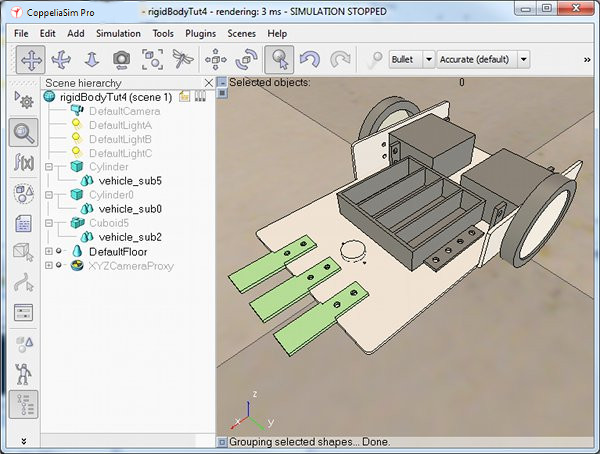 CoppeliaSim Pro - rigidBodyTut4 - rendering: 3 ms - SIMULATION STOPPED
File Edit Add Simulation Tools Plugins Scenes Help
Bullet Accurate (default)
Scene hierarchy
Selected objects: 0
rigidBodyTut4 (scene 1)
DefaultCamera
DefaultLightA
DefaultLightB
DefaultLightC
Cylinder
vehicle_sub5
Cylinder0
vehicle_sub0
Cuboid5
vehicle_sub2
DefaultFloor
XYZCameraProxy
f(x)
z
x
y
Grouping selected shapes... Done.